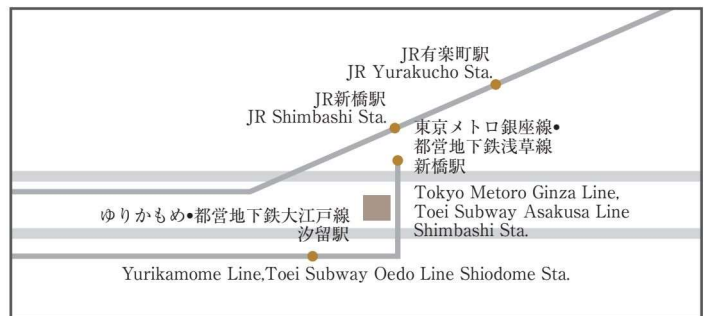 JR有楽町駅
JR Yurakucho Sta.
JR新橋駅
JR Shimbashi Sta.
東京メトロ銀座線•
都営地下鉄浅草線
新橋駅
Tokyo Metoro Ginza Line,
Toei Subway Asakusa Line
Shimbashi Sta.
ゆりかもめ•都営地下鉄大江戸線
汐留駅
Yurikamome Line,Toei Subway Oedo Line Shiodome Sta.